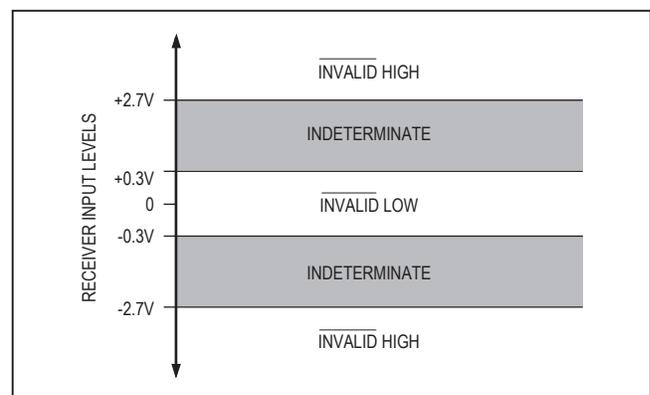 INVALID HIGH
+2.7V
INDETERMINATE
+0.3V
0
INVALID LOW
-0.3V
INDETERMINATE
-2.7V
INVALID HIGH
RECEIVER INPUT LEVELS